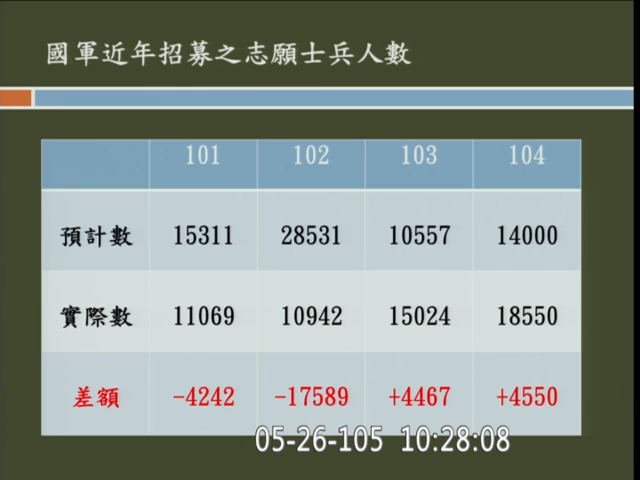 國軍近年招募之志願士兵人數
101 102 103 104
預計數 15311 28531 10557 14000
實際數 11069 10942 15024 18550
差額 -4242 -17589 +4467 +4550
05-26-105 10:28:08